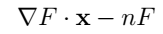 ∇F · x − nF